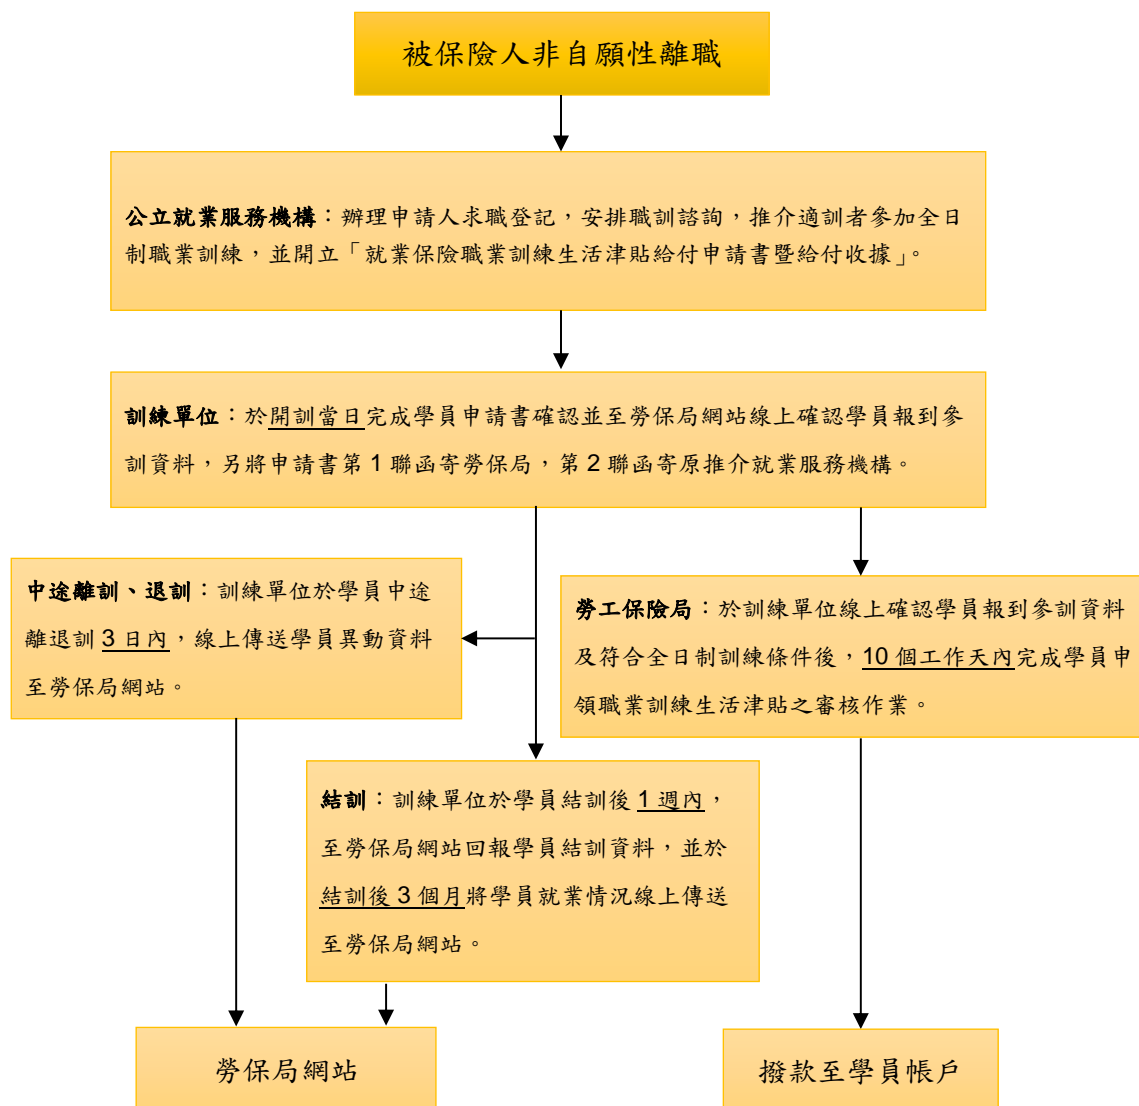 被保險人非自願性離職
公立就業服務機構：辦理申請人求職登記，安排職訓諮詢，推介適訓者參加全日
制職業訓練，並開立「就業保險職業訓練生活津貼給付申請書暨給付收據」。
訓練單位：於開訓當日完成學員申請書確認並至勞保局網站線上確認學員報到參
訓資料，另將申請書第 1 聯函寄勞保局，第 2 聯函寄原推介就業服務機構。
中途離訓、退訓：訓練單位於學員中途
離退訓 3 日內，線上傳送學員異動資料
至勞保局網站。
勞工保險局：於訓練單位線上確認學員報到參訓資料
及符合全日制訓練條件後，10 個工作天內完成學員申
領職業訓練生活津貼之審核作業。
結訓：訓練單位於學員結訓後 1 週內，
至勞保局網站回報學員結訓資料，並於
結訓後 3 個月將學員就業情況線上傳送
至勞保局網站。
勞保局網站
撥款至學員帳戶